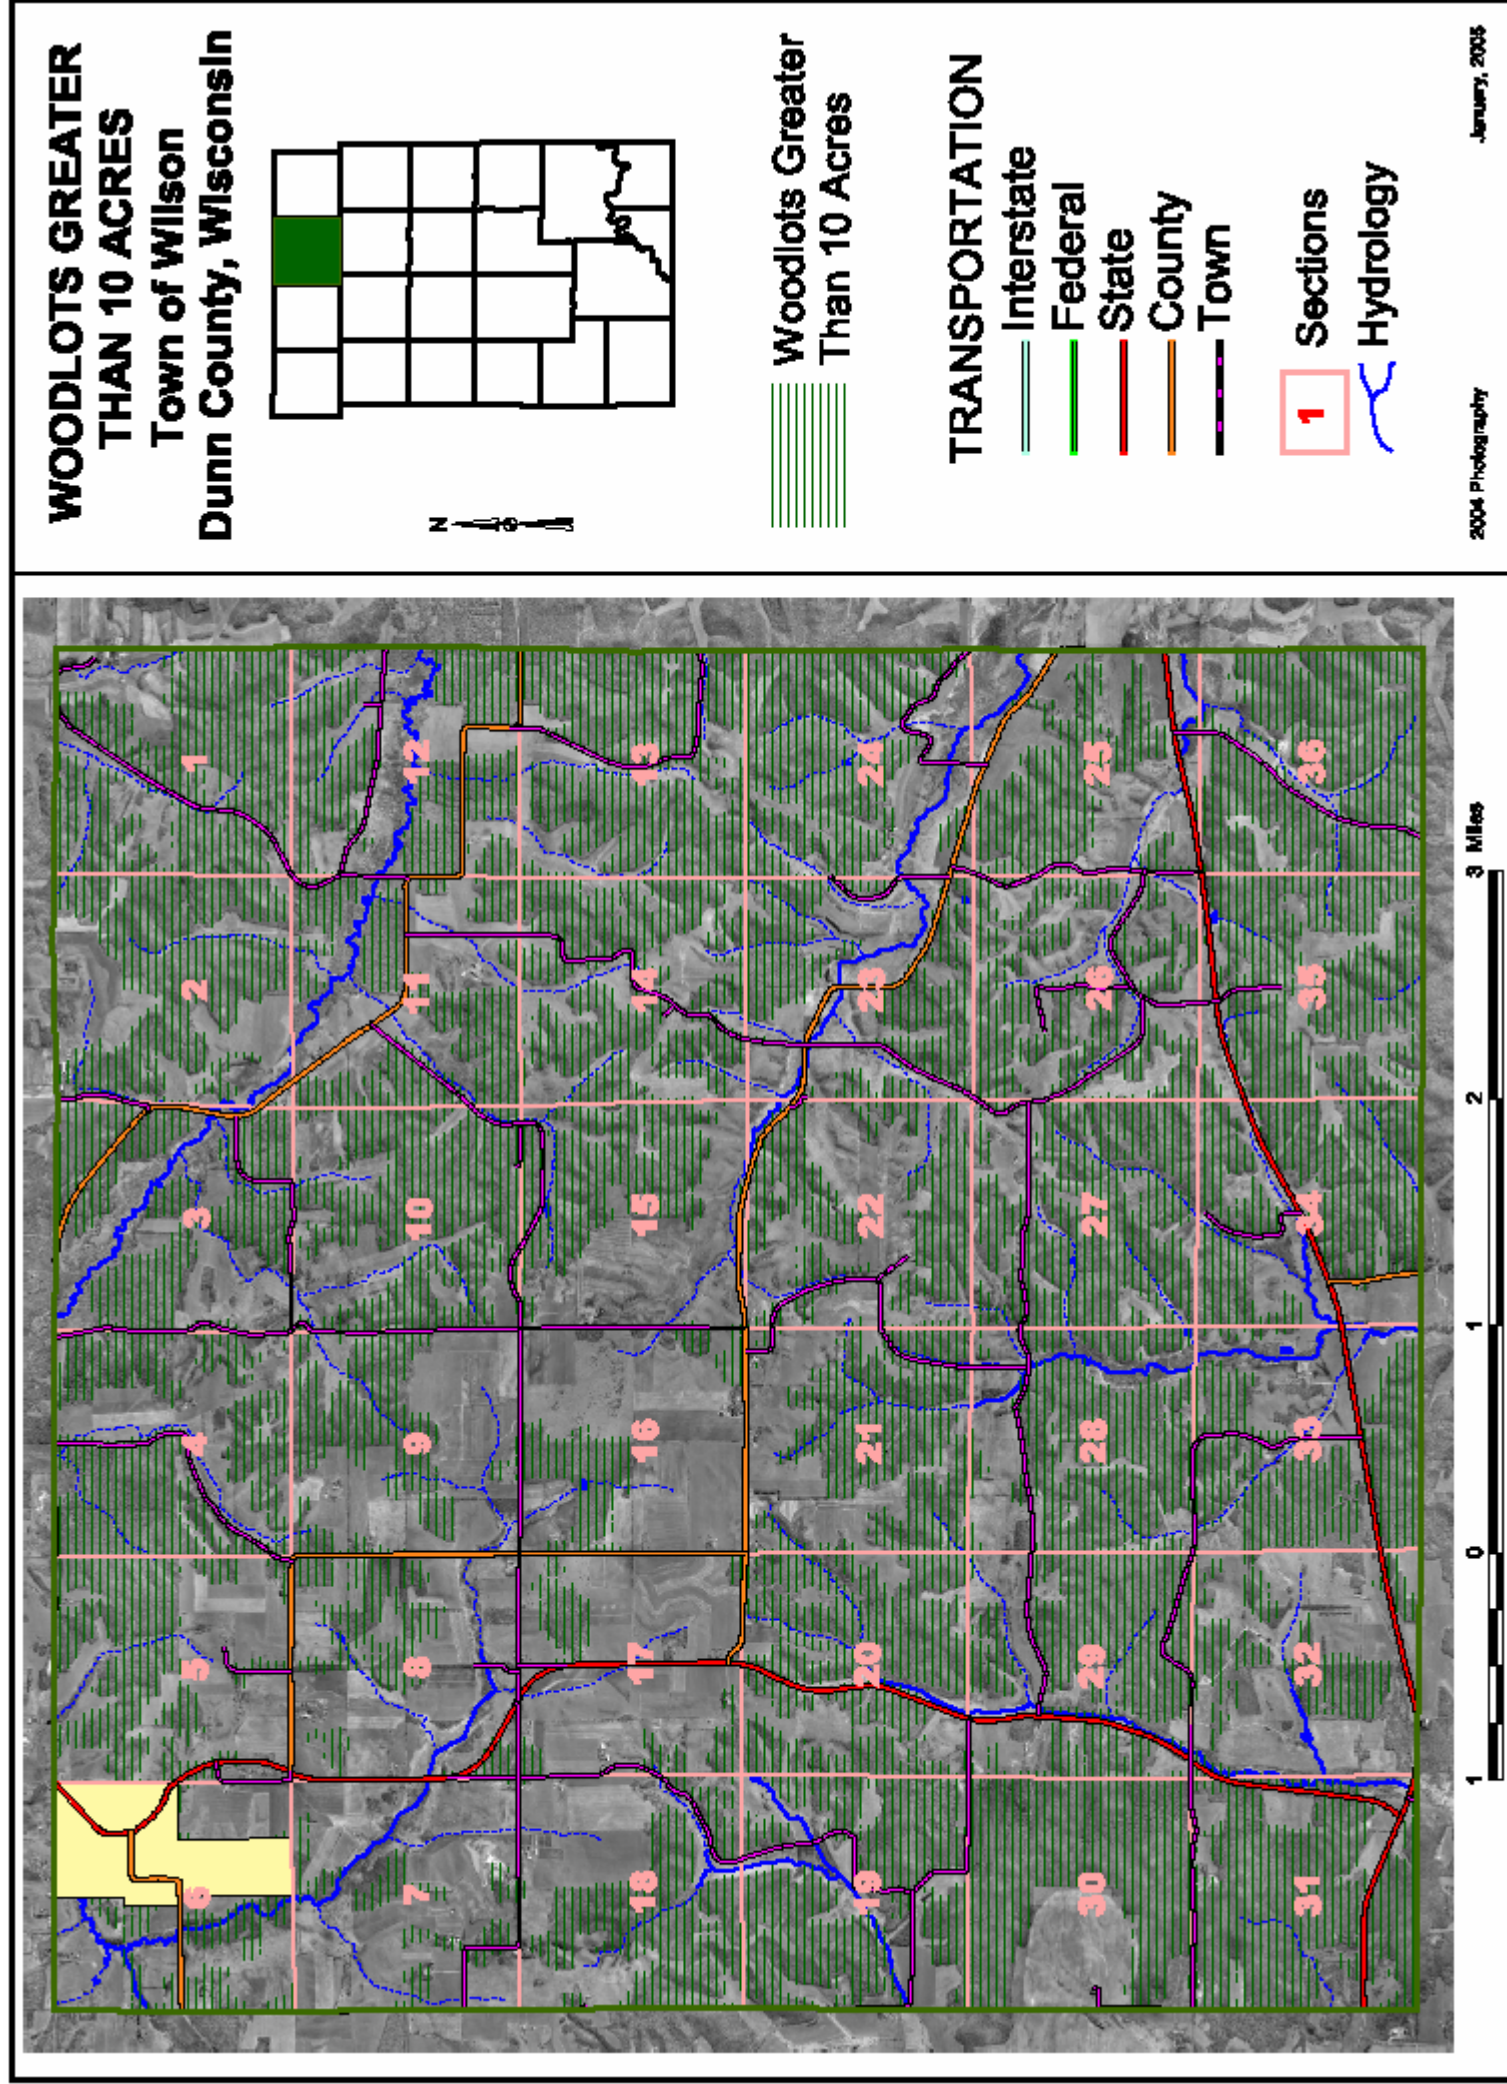 WOODLOTS GREATER
THAN 10 ACRES
Town of Wilson
Dunn County, Wisconsin
N
Woodlots Greater
Than 10 Acres
TRANSPORTATION
Interstate
Federal
State
County
Town
1 Sections
Hydrology
2004 Photography January, 2005
6 5 4 3 2 1
7 8 9 10 11 12
18 17 16 15 14 13
19 20 21 22 23 24
30 29 28 27 26 25
31 32 33 34 35 36
1 0 1 2 3 Miles